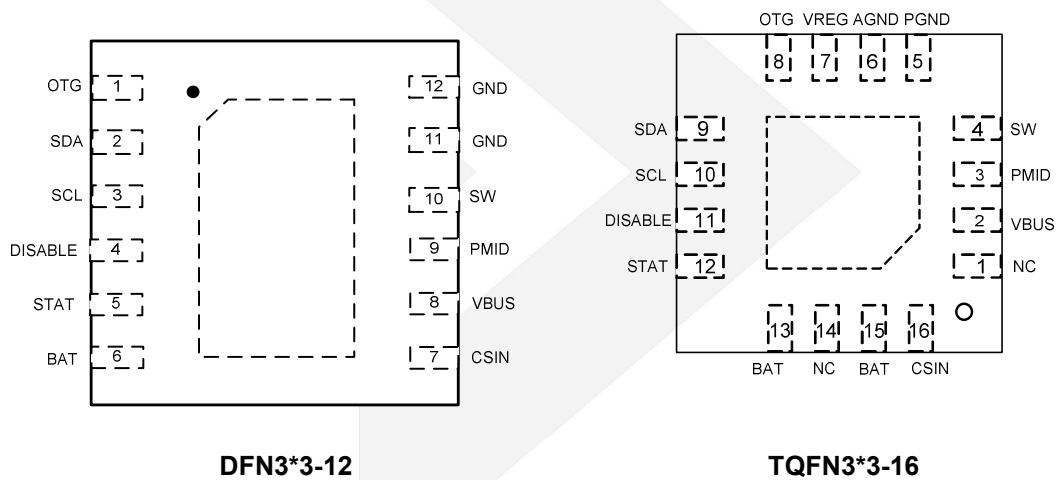 OTG 1
SDA 2
SCL 3
DISABLE 4
STAT 5
BAT 6
12 GND
11 GND
10 SW
9 PMID
8 VBUS
7 CSIN
DFN3*3-12
OTG VREG AGND PGND
8 7 6 5
SDA 9
SCL 10
DISABLE 11
STAT 12
4 SW
3 PMID
2 VBUS
1 NC
13 14 15 16
BAT NC BAT CSIN
TQFN3*3-16